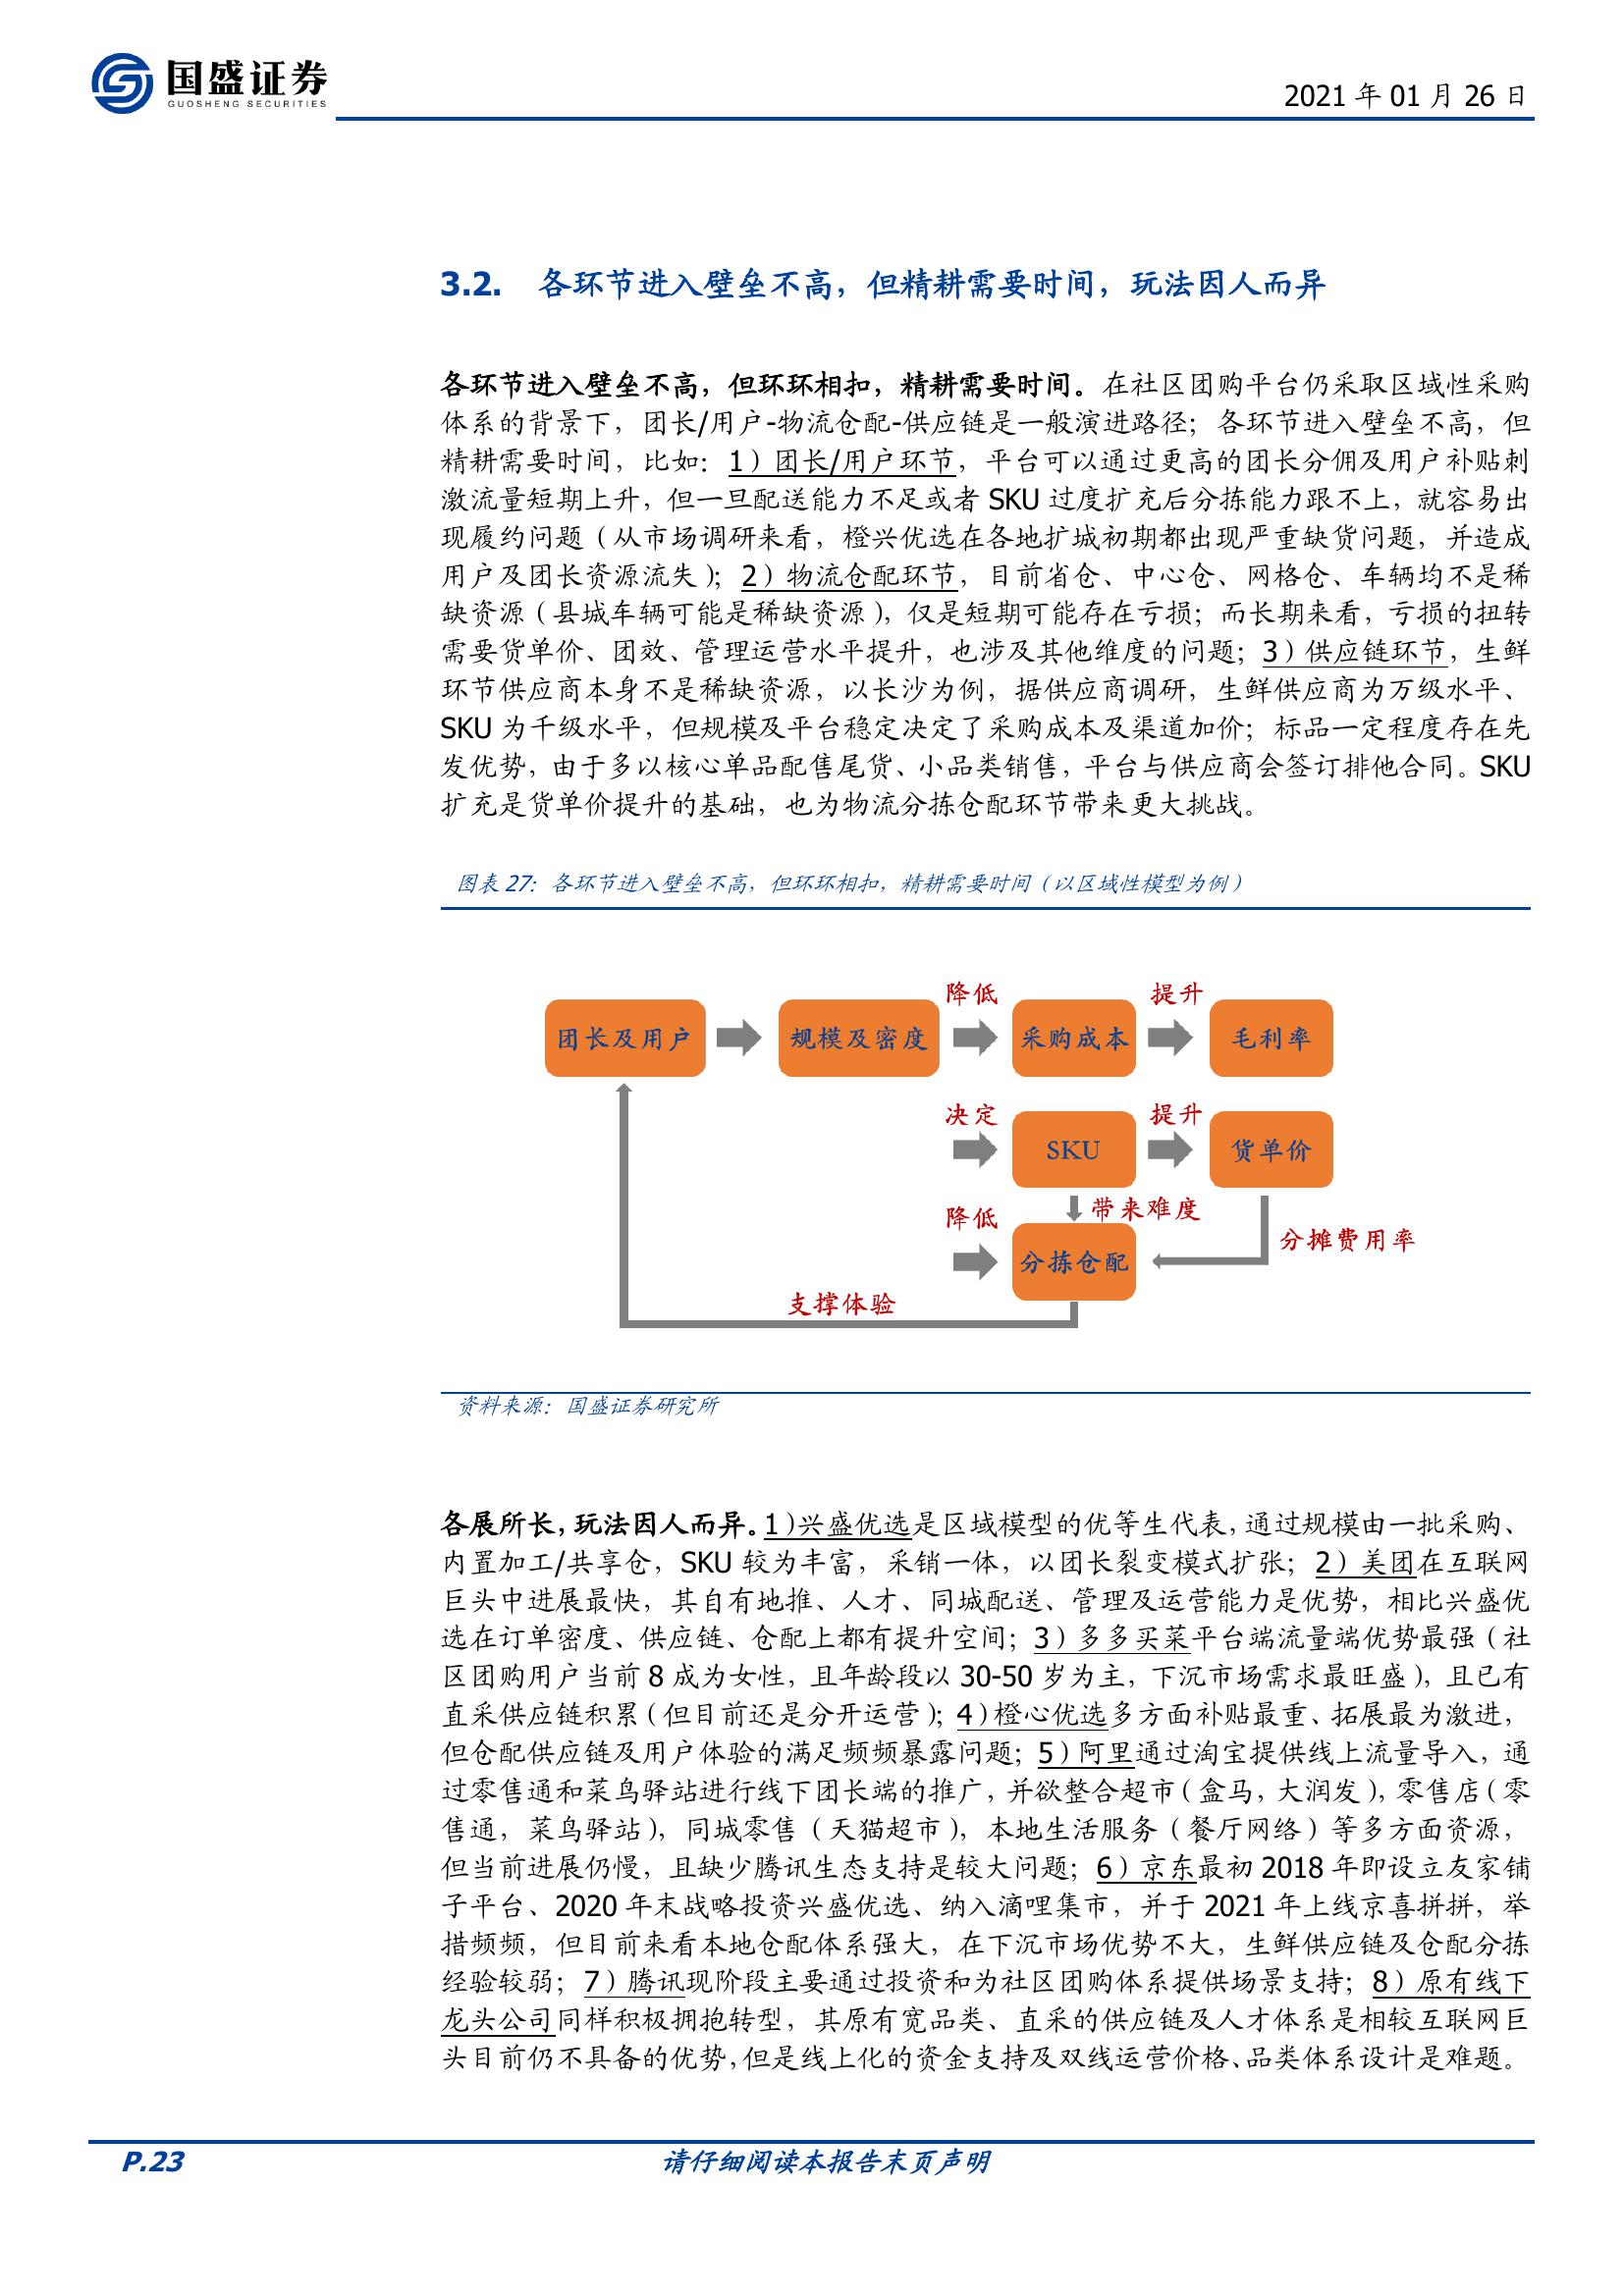 国盛证券
GUOSHENG SECURITIES
2021 年 01 月 26 日
3.2. 各环节进入壁垒不高，但精耕需要时间，玩法因人而异
各环节进入壁垒不高，但环环相扣，精耕需要时间。在社区团购平台仍采取区域性采购
体系的背景下，团长/用户-物流仓配-供应链是一般演进路径；各环节进入壁垒不高，但
精耕需要时间，比如：1）团长/用户环节，平台可以通过更高的团长分佣及用户补贴刺
激流量短期上升，但一旦配送能力不足或者 SKU 过度扩充后分拣能力跟不上，就容易出
现履约问题（从市场调研来看，橙兴优选在各地扩城初期都出现严重缺货问题，并造成
用户及团长资源流失）；2）物流仓配环节，目前省仓、中心仓、网格仓、车辆均不是稀
缺资源（县城车辆可能是稀缺资源），仅是短期可能存在亏损；而长期来看，亏损的扭转
需要货单价、团效、管理运营水平提升，也涉及其他维度的问题；3）供应链环节，生鲜
环节供应商本身不是稀缺资源，以长沙为例，据供应商调研，生鲜供应商为万级水平、
SKU 为千级水平，但规模及平台稳定决定了采购成本及渠道加价；标品一定程度存在先
发优势，由于多以核心单品配售尾货、小品类销售，平台与供应商会签订排他合同。SKU
扩充是货单价提升的基础，也为物流分拣仓配环节带来更大挑战。
图表 27：各环节进入壁垒不高，但环环相扣，精耕需要时间（以区域性模型为例）
降低 提升
团长及用户 规模及密度 采购成本 毛利率
决定 提升
SKU 货单价
降低 带来难度
分摊费用率
分拣仓配
支撑体验
资料来源：国盛证券研究所
各展所长，玩法因人而异。1）兴盛优选是区域模型的优等生代表，通过规模由一批采购、
内置加工/共享仓，SKU 较为丰富，采销一体，以团长裂变模式扩张；2）美团在互联网
巨头中进展最快，其自有地推、人才、同城配送、管理及运营能力是优势，相比兴盛优
选在订单密度、供应链、仓配上都有提升空间；3）多多买菜平台端流量端优势最强（社
区团购用户当前 8 成为女性，且年龄段以 30-50 岁为主，下沉市场需求最旺盛），且已有
直采供应链积累（但目前还是分开运营）；4）橙心优选多方面补贴最重、拓展最为激进，
但仓配供应链及用户体验的满足频频暴露问题；5）阿里通过淘宝提供线上流量导入，通
过零售通和菜鸟驿站进行线下团长端的推广，并欲整合超市（盒马，大润发），零售店（零
售通，菜鸟驿站），同城零售（天猫超市），本地生活服务（餐厅网络）等多方面资源，
但当前进展仍慢，且缺少腾讯生态支持是较大问题；6）京东最初 2018 年即设立友家铺
子平台、2020 年末战略投资兴盛优选、纳入滴哩集市，并于 2021 年上线京喜拼拼，举
措频频，但目前来看本地仓配体系强大，在下沉市场优势不大，生鲜供应链及仓配分拣
经验较弱；7）腾讯现阶段主要通过投资和为社区团购体系提供场景支持；8）原有线下
龙头公司同样积极拥抱转型，其原有宽品类、直采的供应链及人才体系是相较互联网巨
头目前仍不具备的优势，但是线上化的资金支持及双线运营价格、品类体系设计是难题。
P.23 请仔细阅读本报告末页声明